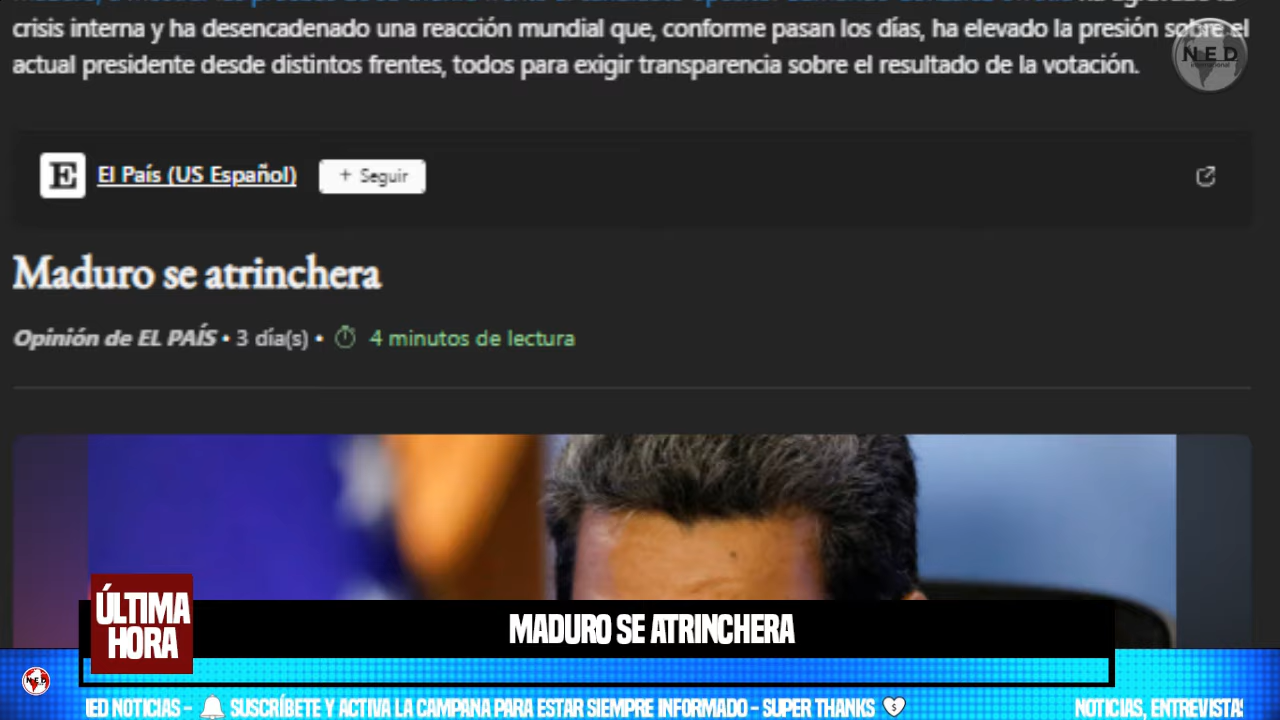 crisis interna y ha desencadenado una reacción mundial que, conforme pasan los días, ha elevado la presión sobre el
actual presidente desde distintos frentes, todos para exigir transparencia sobre el resultado de la votación.
NED
international
E El País (US Español) + Seguir
Maduro se atrinchera
Opinión de EL PAÍS • 3 día(s) • 4 minutos de lectura
ÚLTIMA
HORA
MADURO SE ATRINCHERA
NED
NOTICIAS - SUSCRÍBETE Y ACTIVA LA CAMPANA PARA ESTAR SIEMPRE INFORMADO - SUPER THANKS $ NOTICIAS,